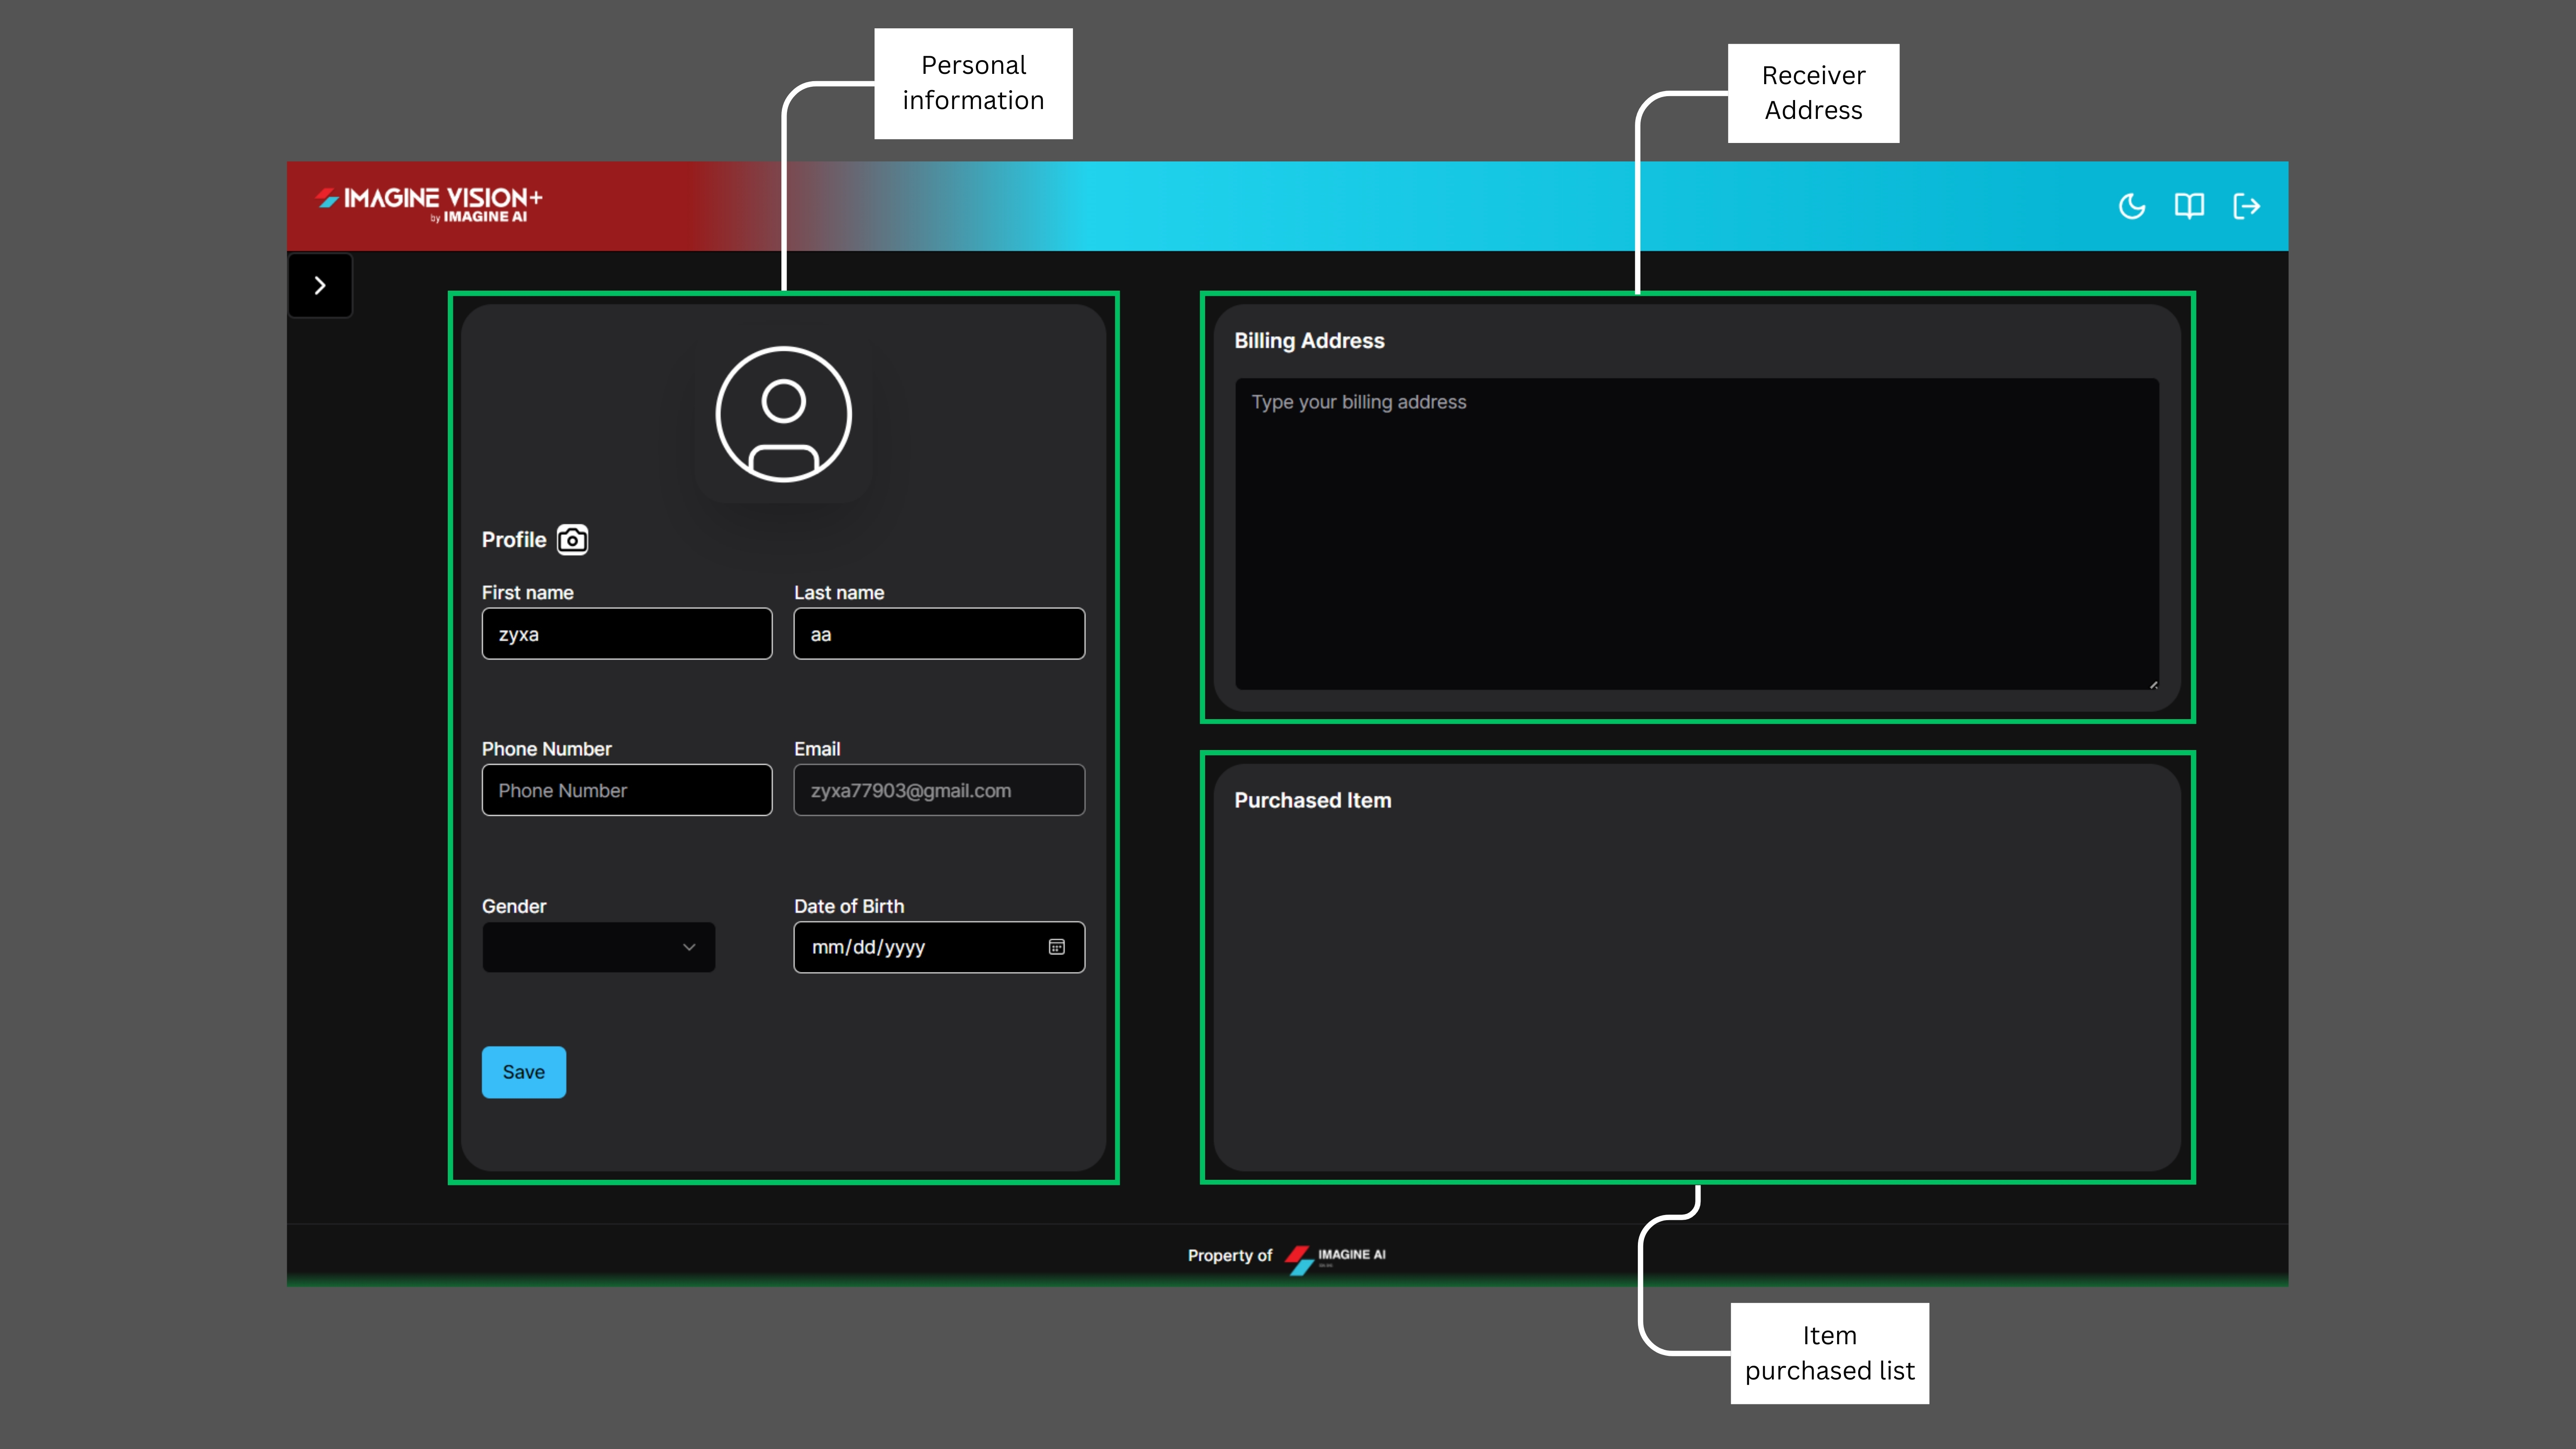 Personal
information
Receiver
Address
IMAGINE VISION+
by IMAGINE AI
Billing Address
Type your billing address
Profile
First name
Last name
zyxa
aa
Phone Number
Email
Phone Number
zyxa77903@gmail.com
Gender
Date of Birth
mm/dd/yyyy
Save
Purchased Item
Property of
IMAGINE AI
Item
purchased list